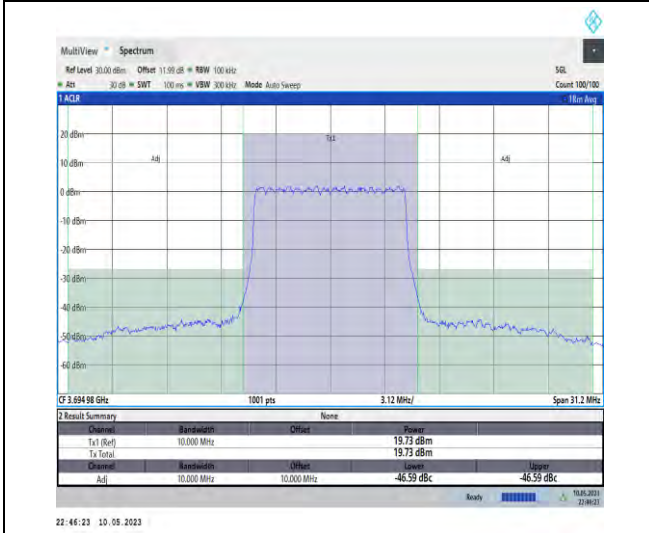 MultiView Spectrum
Ref Level 30.00 dBm Offset 11.99 dB RBW 100 kHz SGL
Att 30 dB SWT 100 ms VBW 300 kHz Mode Auto Sweep Count 100/100
1 ACLR 1Rm Avg
Tx1
20 dBm
Adj Adj
10 dBm
0 dBm
-10 dBm
-20 dBm
-30 dBm
-40 dBm
-50 dBm
-60 dBm
CF 3.694 98 GHz 1001 pts 3.12 MHz/ Span 31.2 MHz
2 Result Summary None
Channel Bandwidth Offset Power
Tx1 (Ref) 10.000 MHz 19.73 dBm
Tx Total 19.73 dBm
Channel Bandwidth Offset Lower Upper
Adj 10.000 MHz 10.000 MHz -46.59 dBc -46.59 dBc
Ready 10.05.2023
22:46:23
22:46:23 10.05.2023